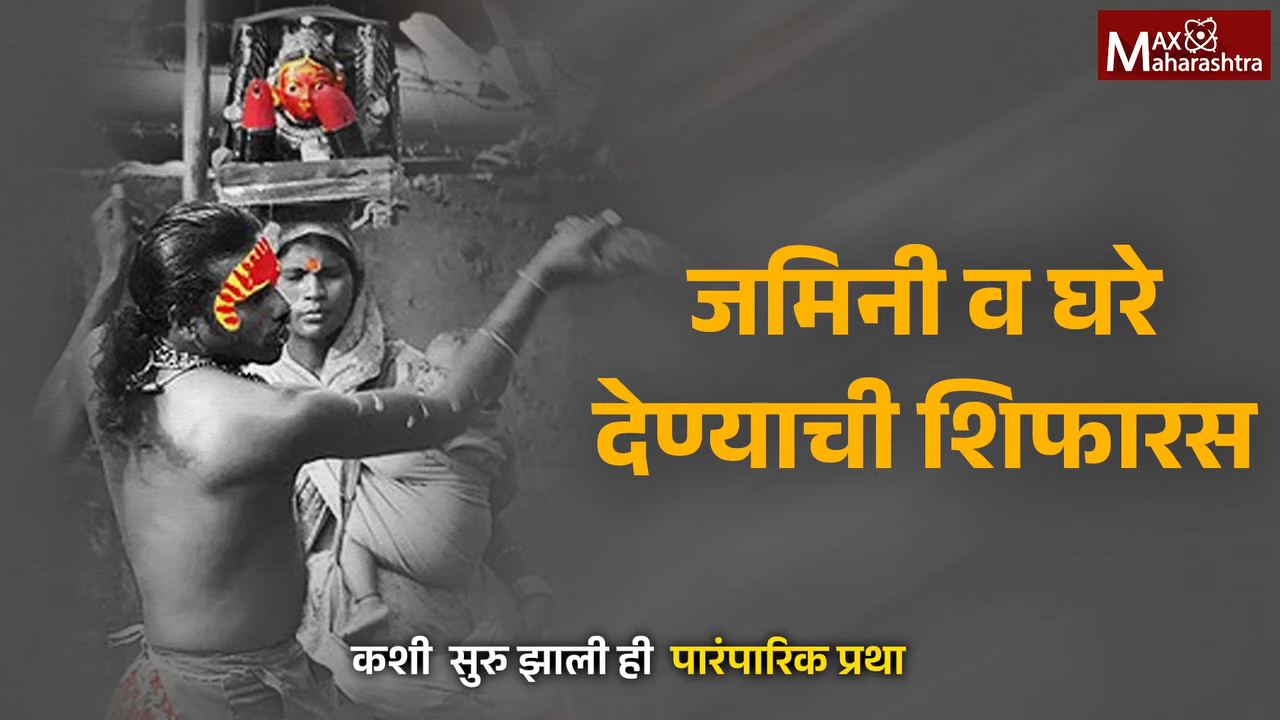 MAX
Maharashtra
जमिनी व घरे
देण्याची शिफारस
कशी सुरु झाली ही पारंपारिक प्रथा